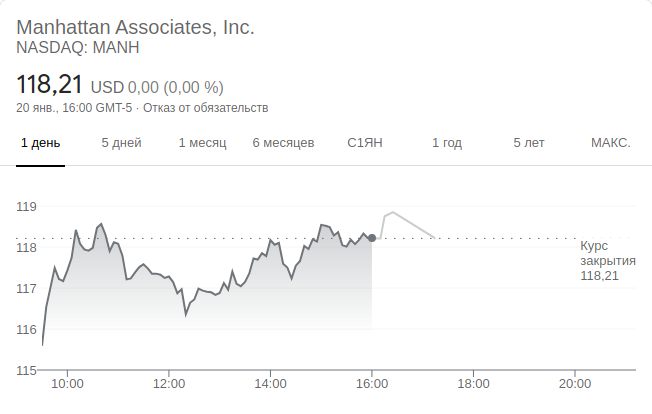 Manhattan Associates, Inc.
NASDAQ: MANH
118,21 USD 0,00 (0,00 %)
20 янв., 16:00 GMT-5 · Отказ от обязательств
1 день 5 дней 1 месяц 6 месяцев С1ЯН 1 год 5 лет МАКС.
119
118
117
116
115
Курс
закрытия
118,21
10:00 12:00 14:00 16:00 18:00 20:00